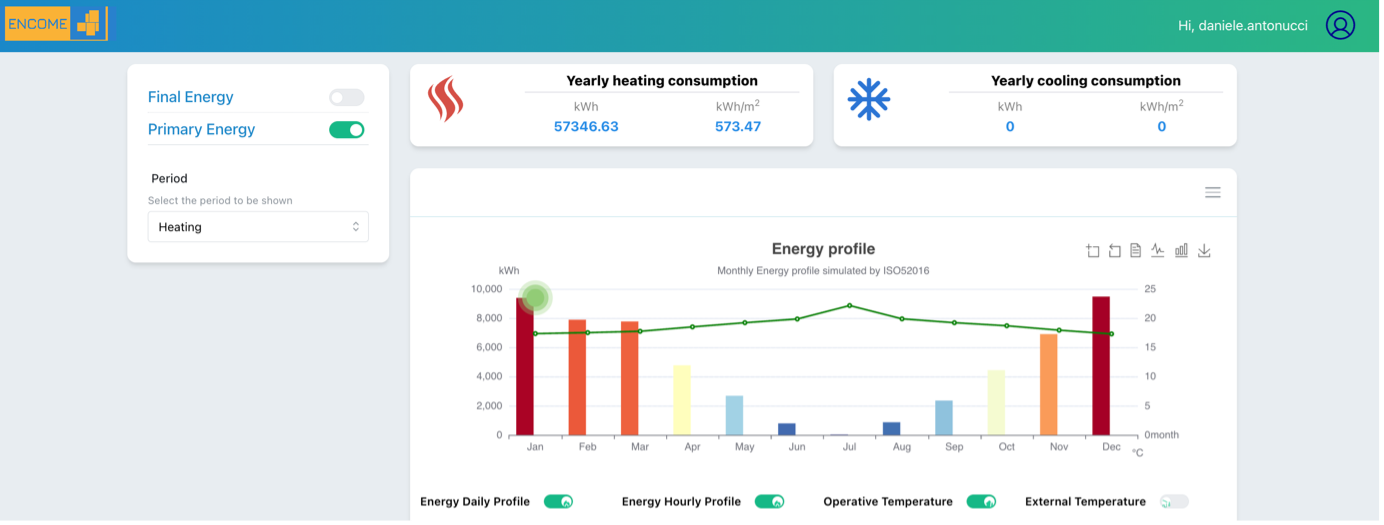 ENCOME
Hi, daniele.antonucci
Final Energy
Primary Energy
Period
Select the period to be shown
Heating
Yearly heating consumption
kWh kWh/m²
57346.63 573.47
Yearly cooling consumption
kWh kWh/m²
0 0
Energy profile
Monthly Energy profile simulated by ISO52016
kWh
10,000 25
8,000 20
6,000 15
4,000 10
2,000 5
0 0month
Jan Feb Mar Apr May Jun Jul Aug Sep Oct Nov Dec
°C
Energy Daily Profile Energy Hourly Profile Operative Temperature External Temperature